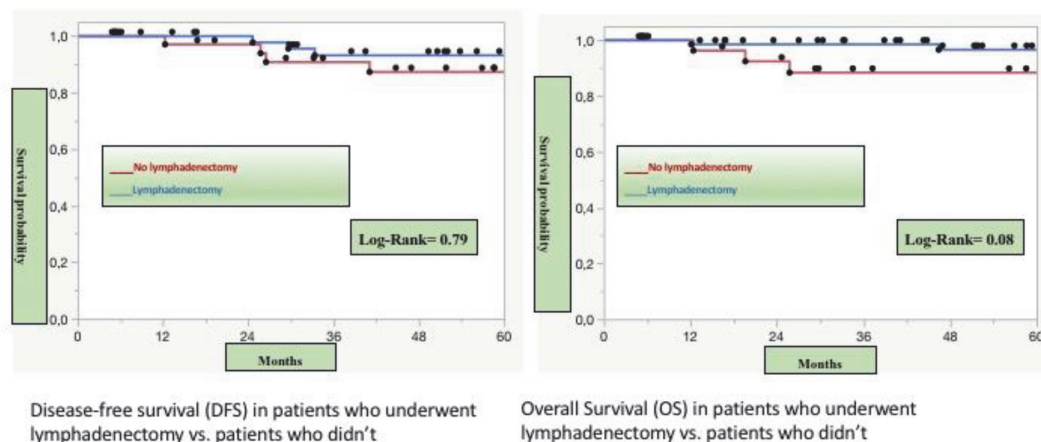 1,0
0,8
0,6
0,4
0,2
0,0
Survival probability
____No lymphadenectomy
____Lymphadenectomy
Log-Rank= 0.79
0 12 24 36 48 60
Months
Disease-free survival (DFS) in patients who underwent
lymphadenectomy vs. patients who didn't
1,0
0,8
0,6
0,4
0,2
0,0
Survival probability
____No lymphadenectomy
____Lymphadenectomy
Log-Rank= 0.08
0 12 24 36 48 60
Months
Overall Survival (OS) in patients who underwent
lymphadenectomy vs. patients who didn't